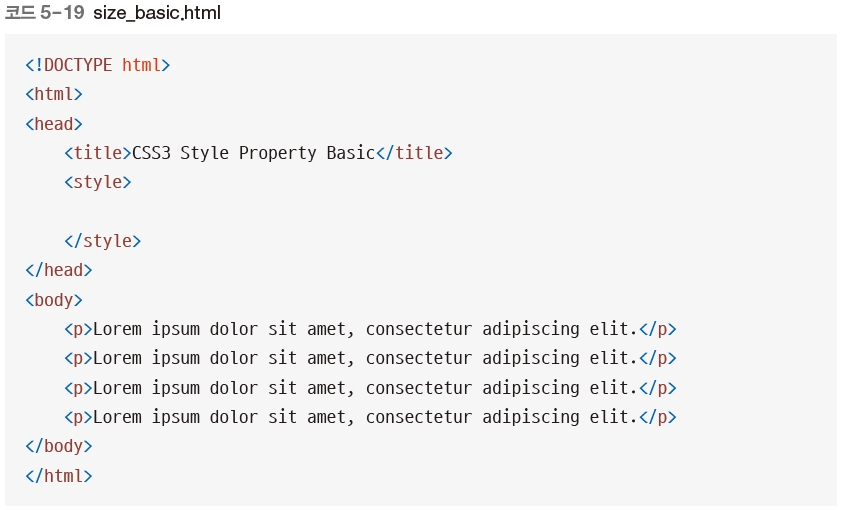 코드 5-19 size_basic.html
<!DOCTYPE html>
<html>
<head>
    <title>CSS3 Style Property Basic</title>
    <style>

    </style>
</head>
<body>
    <p>Lorem ipsum dolor sit amet, consectetur adipiscing elit.</p>
    <p>Lorem ipsum dolor sit amet, consectetur adipiscing elit.</p>
    <p>Lorem ipsum dolor sit amet, consectetur adipiscing elit.</p>
    <p>Lorem ipsum dolor sit amet, consectetur adipiscing elit.</p>
</body>
</html>